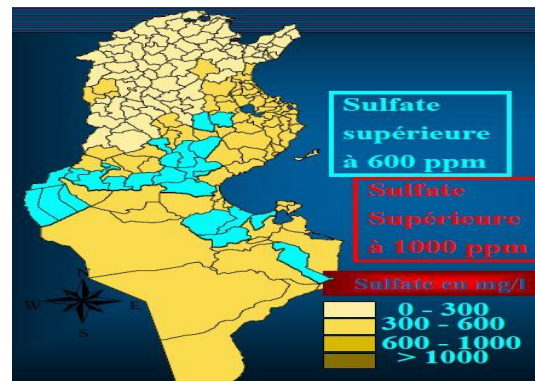 Sulfate
supérieure
à 600 ppm
Sulfate
Supérieure
à 1000 ppm
N
W E
S
Sulfate en mg/l
0 - 300
300 - 600
600 - 1000
> 1000